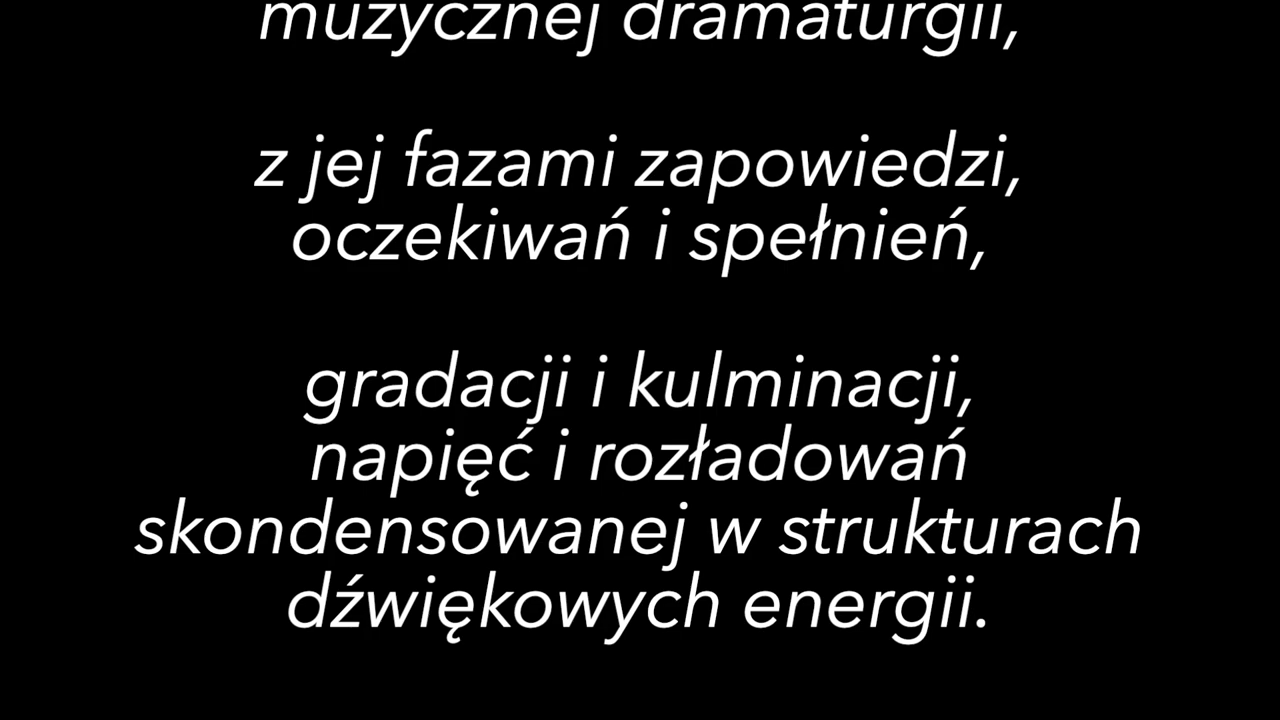 muzycznej dramaturgii,
z jej fazami zapowiedzi,
oczekiwań i spełnień,
gradacji i kulminacji,
napięć i rozładowań
skondensowanej w strukturach
dźwiękowych energii.